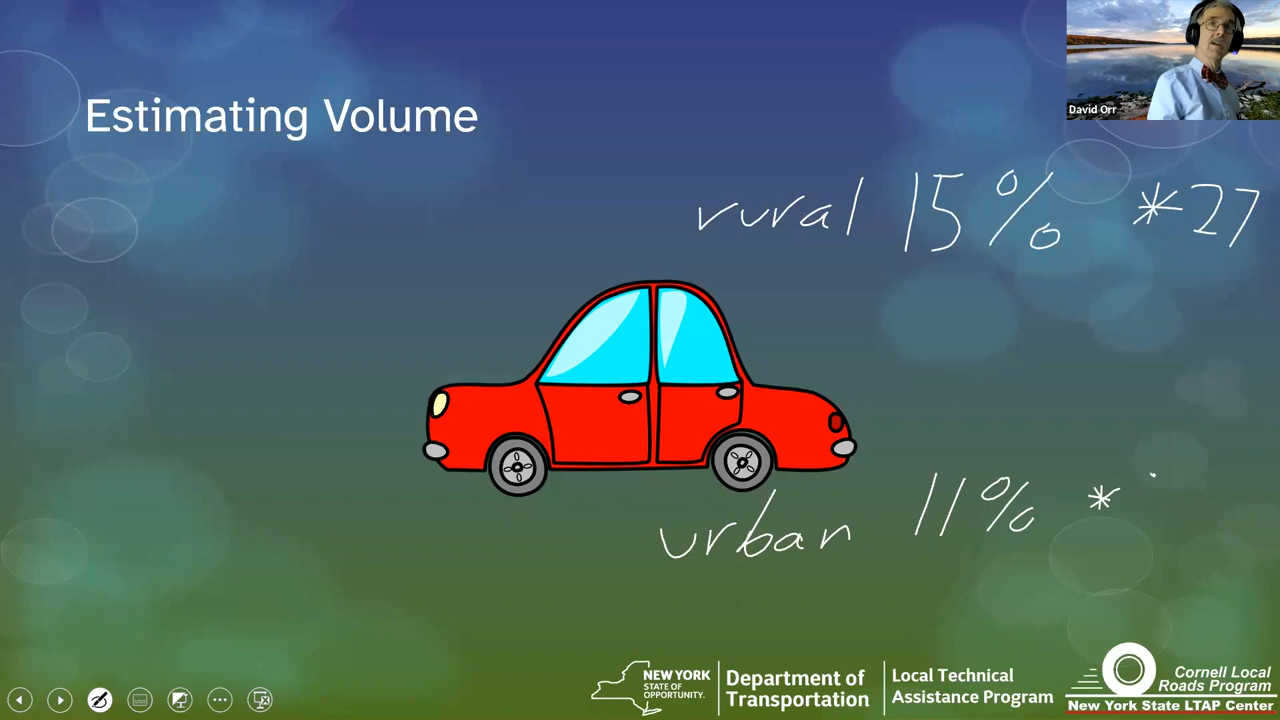 David Orr
Estimating Volume
rural 15% *27
urban 11% *
NEW YORK
STATE OF
OPPORTUNITY.
Department of
Transportation
Local Technical
Assistance Program
Cornell Local
Roads Program
New York State LTAP Center